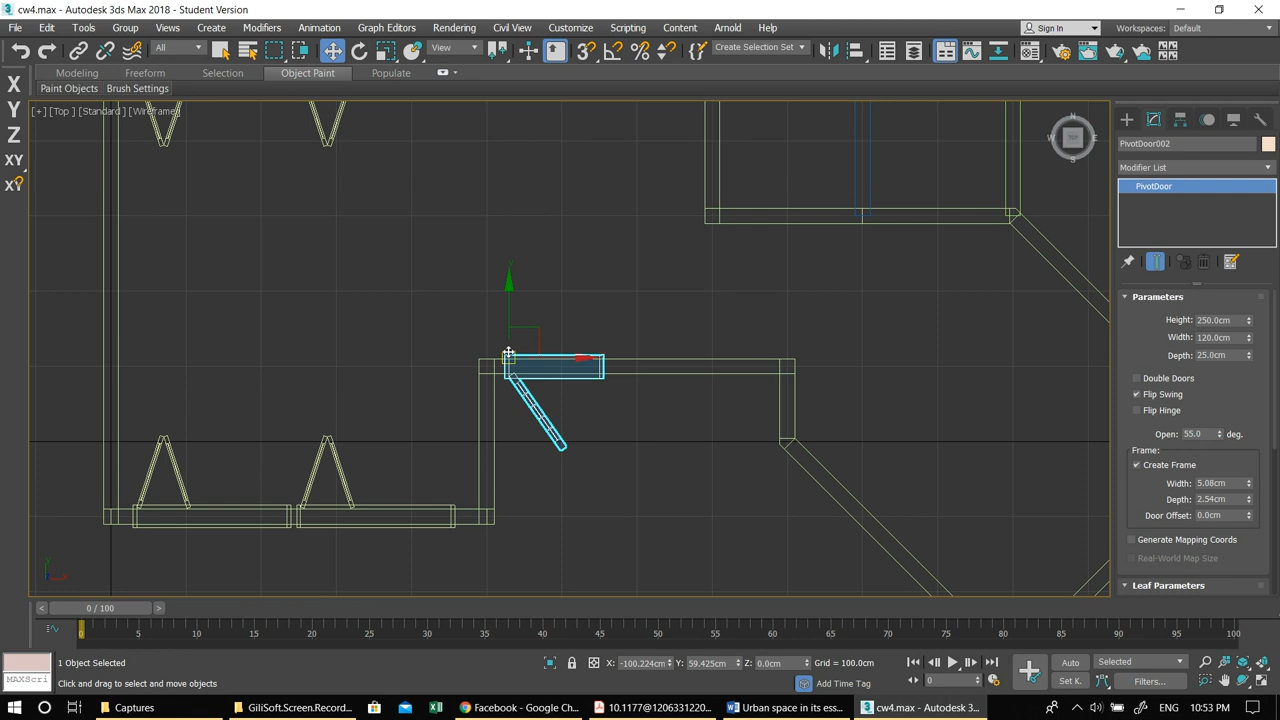 cw4.max - Autodesk 3ds Max 2018 - Student Version
File Edit Tools Group Views Create Modifiers Animation Graph Editors Rendering Civil View Customize Scripting Content Arnold Help Sign In Workspaces: Default
All View Create Selection Set
Modeling Freeform Selection Object Paint Populate
Paint Objects Brush Settings
X
Y
Z
XY
XY
[+] [Top ] [Standard ] [Wireframe]
N
W TOP E
S
PivotDoor002
Modifier List
PivotDoor
Parameters
Height: 250.0cm
Width: 120.0cm
Depth: 25.0cm
Double Doors
Flip Swing
Flip Hinge
Open: 55.0 deg.
Frame:
Create Frame
Width: 5.08cm
Depth: 2.54cm
Door Offset: 0.0cm
Generate Mapping Coords
Real-World Map Size
Leaf Parameters
y
y
x
0 / 100
0 5 10 15 20 25 30 35 40 45 50 55 60 65 70 75 80 85 90 95 100
1 Object Selected X: -100.224cm Y: 59.425cm Z: 0.0cm Grid = 100.0cm Auto Selected
MAXScri Click and drag to select and move objects Add Time Tag 0 Set K. Filters...
Captures GiliSoft.Screen.Record... Facebook - Google Ch... 10.1177@1206331220... Urban space in its ess... cw4.max - Autodesk 3... 10:53 PM